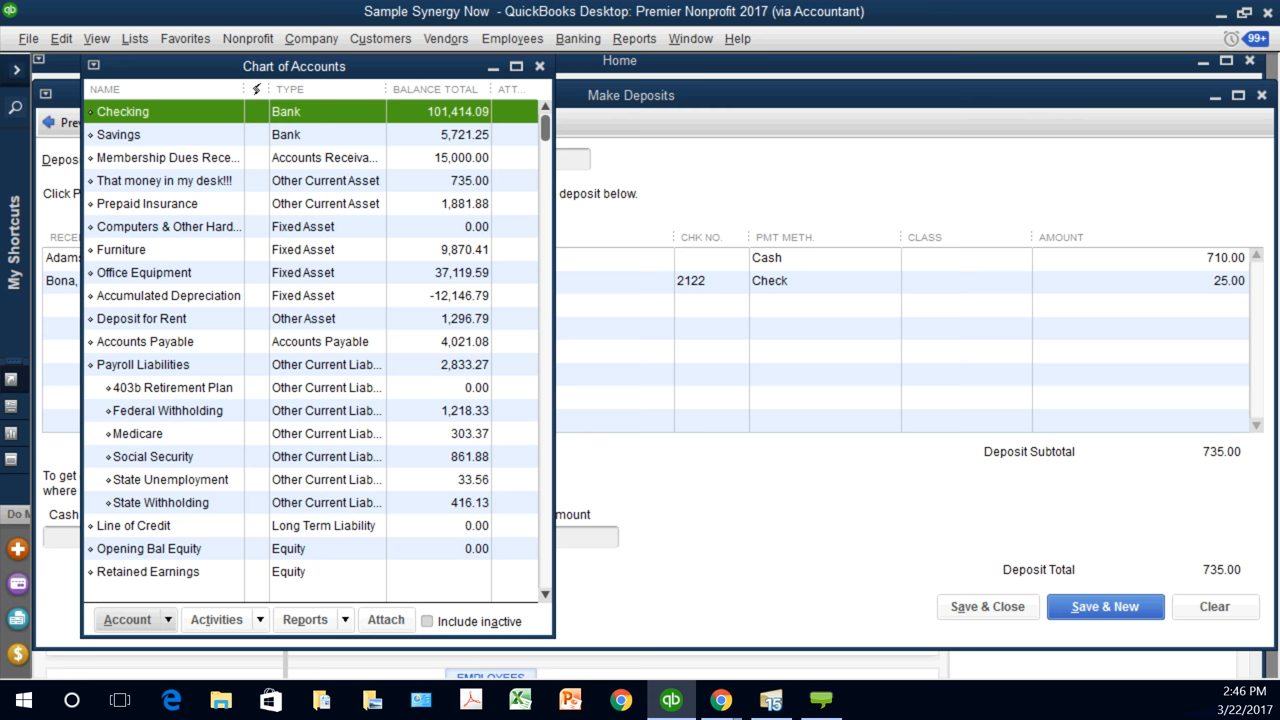 Sample Synergy Now - QuickBooks Desktop: Premier Nonprofit 2017 (via Accountant)
File Edit View Lists Favorites Nonprofit Company Customers Vendors Employees Banking Reports Window Help 99+
Home
Chart of Accounts
Make Deposits
NAME TYPE BALANCE TOTAL ATT...
Checking Bank 101,414.09
Savings Bank 5,721.25
Membership Dues Rece... Accounts Receiva... 15,000.00
That money in my desk!!! Other Current Asset 735.00
Prepaid Insurance Other Current Asset 1,881.88
Computers & Other Hard... Fixed Asset 0.00
Furniture Fixed Asset 9,870.41
Office Equipment Fixed Asset 37,119.59
Accumulated Depreciation Fixed Asset -12,146.79
Deposit for Rent Other Asset 1,296.79
Accounts Payable Accounts Payable 4,021.08
Payroll Liabilities Other Current Liab... 2,833.27
403b Retirement Plan Other Current Liab... 0.00
Federal Withholding Other Current Liab... 1,218.33
Medicare Other Current Liab... 303.37
Social Security Other Current Liab... 861.88
State Unemployment Other Current Liab... 33.56
State Withholding Other Current Liab... 416.13
Line of Credit Long Term Liability 0.00
Opening Bal Equity Equity 0.00
Retained Earnings Equity
Account Activities Reports Attach Include inactive
Pre
Depos
Click P deposit below.
RECE CHK NO. PMT METH. CLASS AMOUNT
Adams Cash 710.00
Bona, 2122 Check 25.00
Deposit Subtotal 735.00
To get
where
Cash mount
Deposit Total 735.00
Save & Close Save & New Clear
My Shortcuts
Do M
EMPLOYEES
15
2:46 PM
3/22/2017